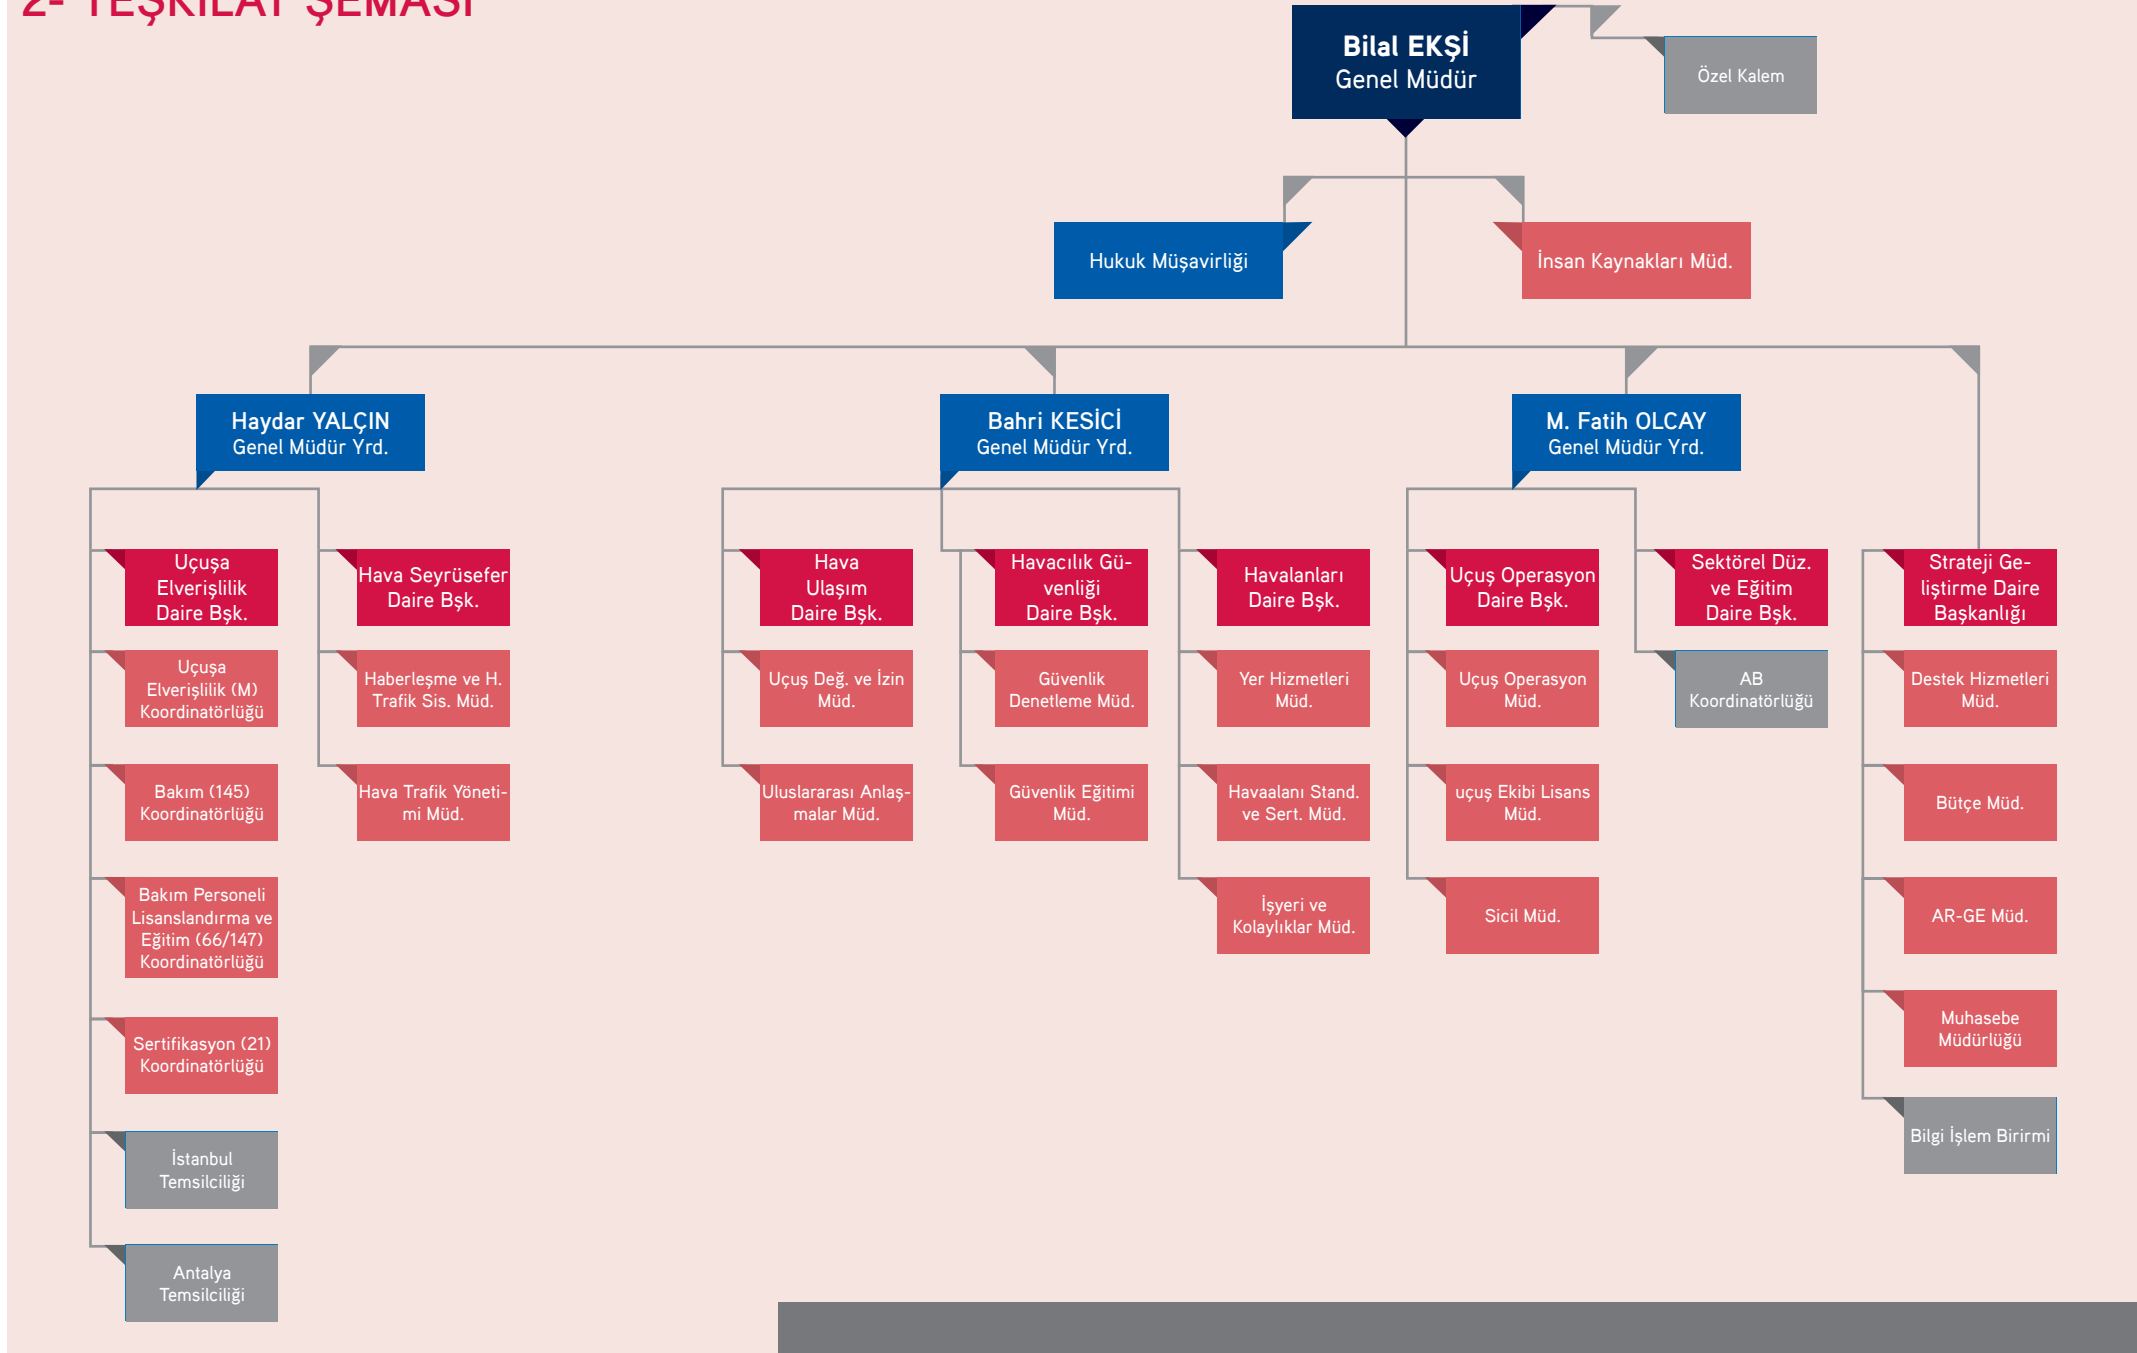 2- TEŞKİLAT ŞEMASI
Bilal EKŞİ
Genel Müdür
Özel Kalem
Hukuk Müşavirliği
İnsan Kaynakları Müd.
Haydar YALÇIN
Genel Müdür Yrd.
Bahri KESİCİ
Genel Müdür Yrd.
M. Fatih OLCAY
Genel Müdür Yrd.
Uçuşa
Elverişlilik
Daire Bşk.
Uçuşa
Elverişlilik (M)
Koordinatörlüğü
Bakım (145)
Koordinatörlüğü
Bakım Personeli
Lisanslandırma ve
Eğitim (66/147)
Koordinatörlüğü
Sertifikasyon (21)
Koordinatörlüğü
İstanbul
Temsilciliği
Antalya
Temsilciliği
Hava Seyrüsefer
Daire Bşk.
Haberleşme ve H.
Trafik Sis. Müd.
Hava Trafik Yöneti-
mi Müd.
Hava
Ulaşım
Daire Bşk.
Uçuş Değ. ve İzin
Müd.
Uluslararası Anlaş-
malar Müd.
Havacılık Gü-
venliği
Daire Bşk.
Güvenlik
Denetleme Müd.
Güvenlik Eğitimi
Müd.
Havalanları
Daire Bşk.
Yer Hizmetleri
Müd.
Havaalanı Stand.
ve Sert. Müd.
İşyeri ve
Kolaylıklar Müd.
Uçuş Operasyon
Daire Bşk.
Uçuş Operasyon
Müd.
uçuş Ekibi Lisans
Müd.
Sicil Müd.
Sektörel Düz.
ve Eğitim
Daire Bşk.
AB
Koordinatörlüğü
Strateji Ge-
liştirme Daire
Başkanlığı
Destek Hizmetleri
Müd.
Bütçe Müd.
AR-GE Müd.
Muhasebe
Müdürlüğü
Bilgi İşlem Birirmi